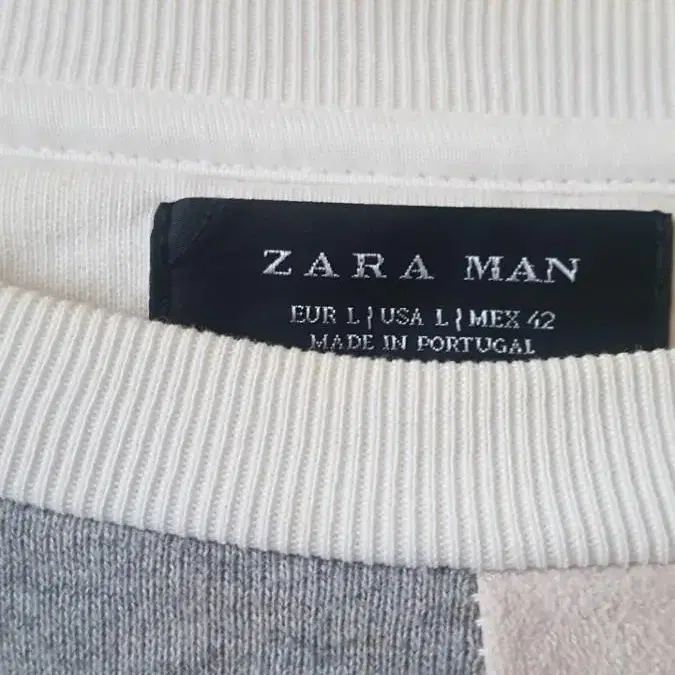 ZARA MAN
EUR L | USA L | MEX 42
MADE IN PORTUGAL